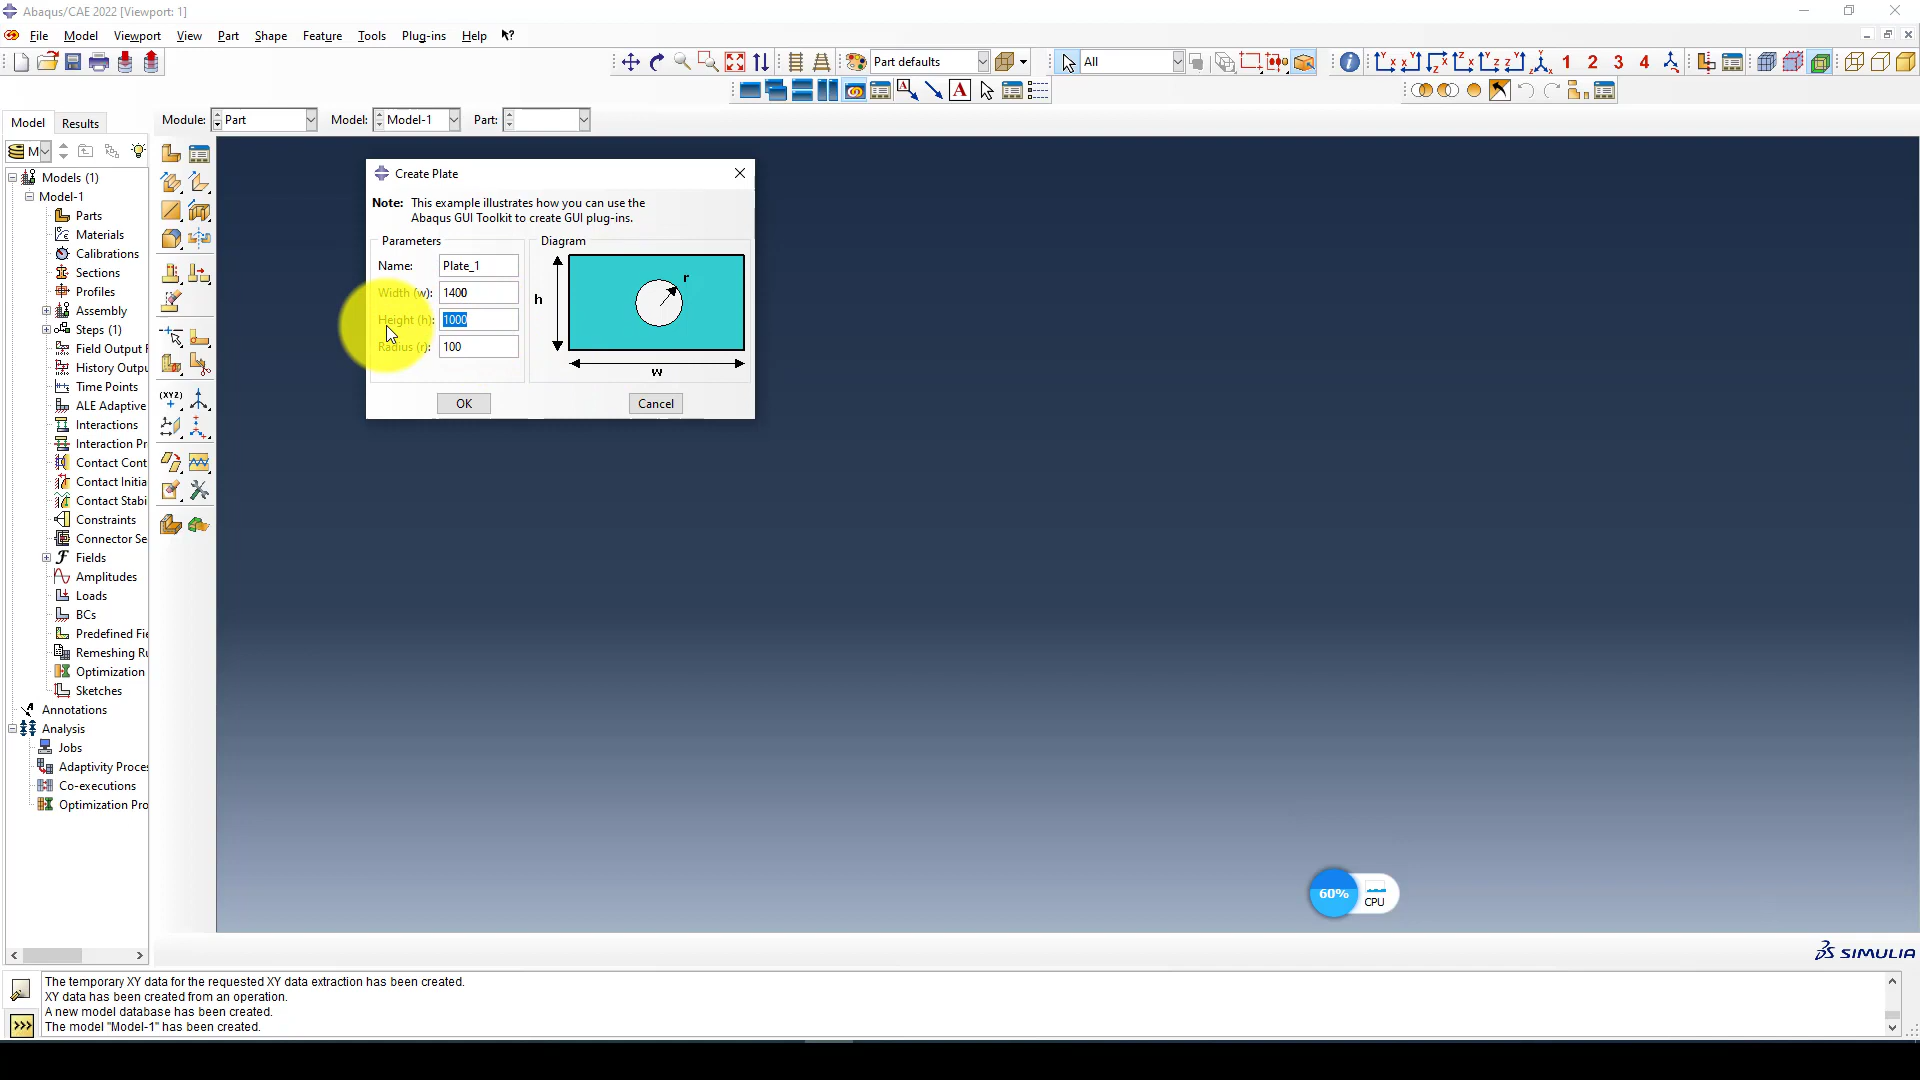 Abaqus/CAE 2022 [Viewport: 1]
File Model Viewport View Part Shape Feature Tools Plug-ins Help
Part defaults All 1 2 3 4
Module: Part Model: Model-1 Part:
Model Results
M
Models (1)
Model-1
Parts
Materials
Calibrations
Sections
Profiles
Assembly
Steps (1)
Field Output
History Outpu
Time Points
ALE Adaptive
Interactions
Interaction Pr
Contact Cont
Contact Initia
Contact Stabi
Constraints
Connector Se
Fields
Amplitudes
Loads
BCs
Predefined Fie
Remeshing Ru
Optimization
Sketches
Annotations
Analysis
Jobs
Adaptivity Proce
Co-executions
Optimization Pro
(XYZ)
Create Plate
Note: This example illustrates how you can use the
Abaqus GUI Toolkit to create GUI plug-ins.
Parameters
Name: Plate_1
Width (w): 1400
Height (h): 1000
Radius (r): 100
Diagram
r
h
w
OK Cancel
60% CPU
SIMULIA
The temporary XY data for the requested XY data extraction has been created.
XY data has been created from an operation.
A new model database has been created.
The model "Model-1" has been created.
>>>